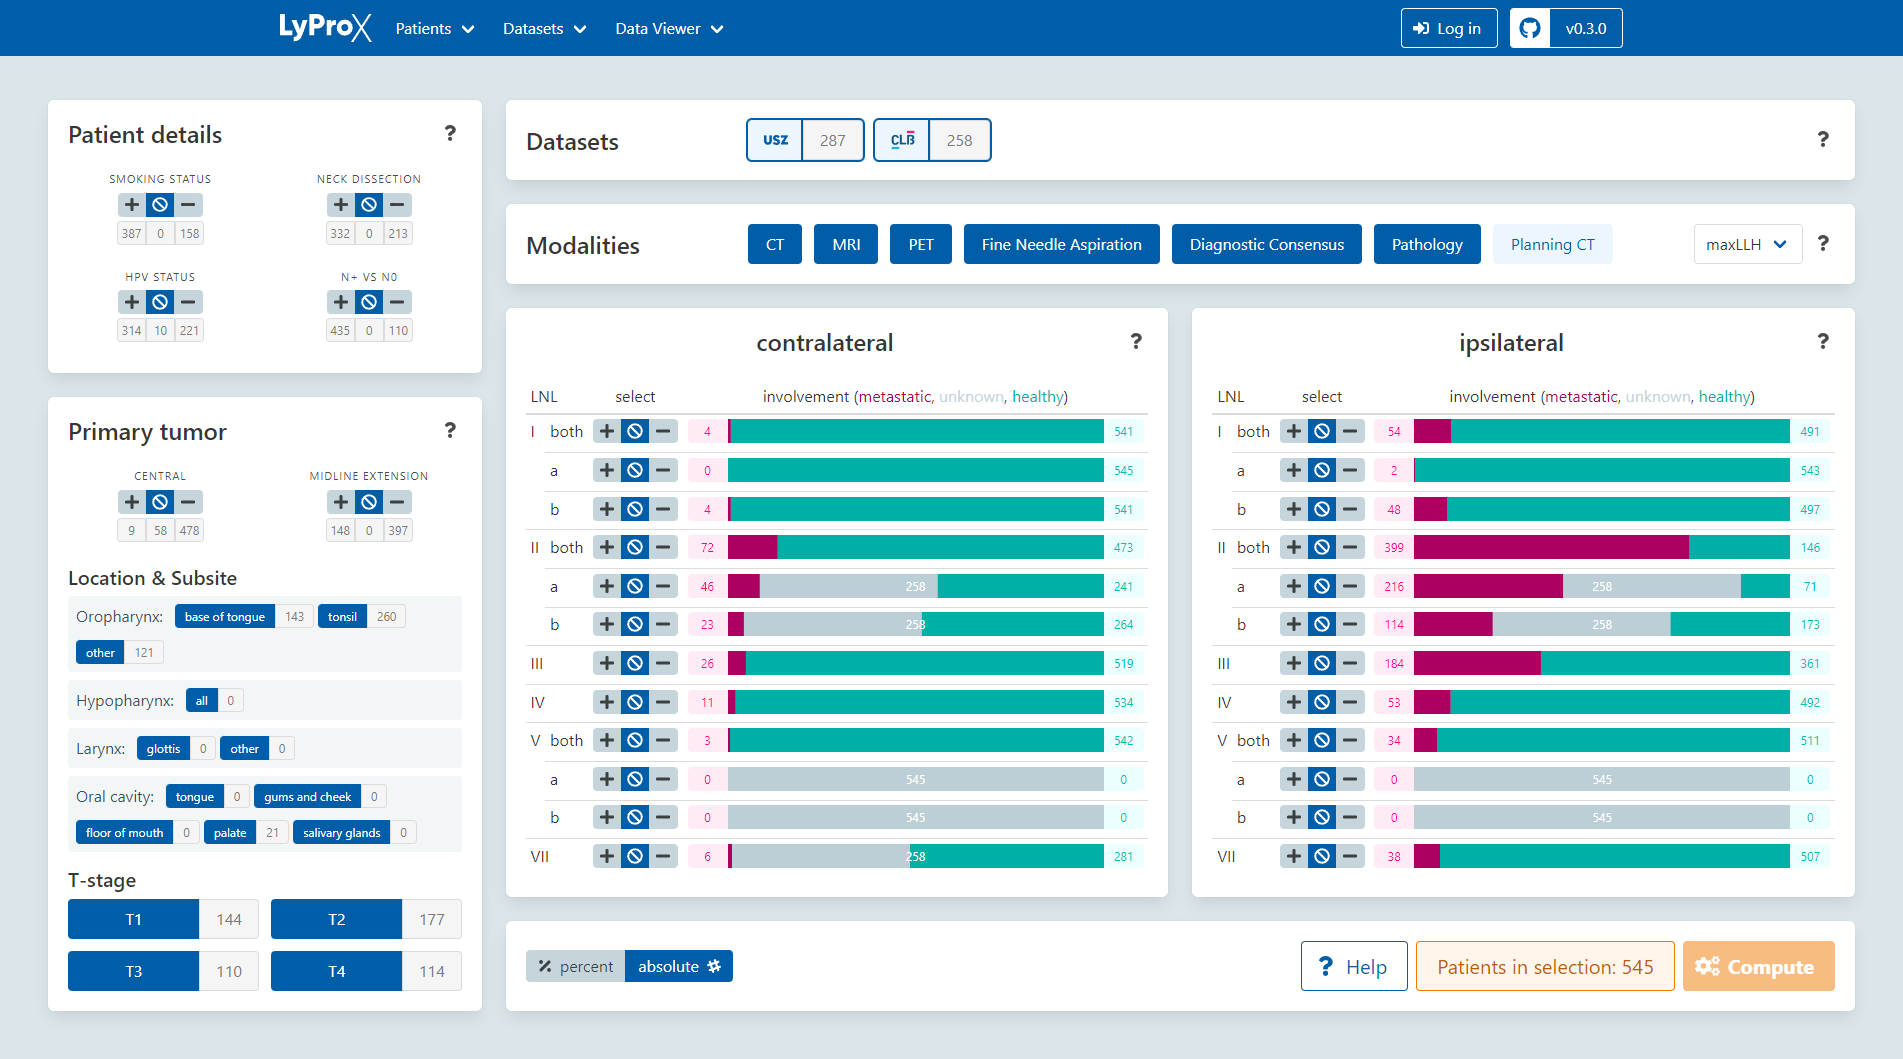 LyProX Patients Datasets Data Viewer Log in v0.3.0
Patient details ?
SMOKING STATUS NECK DISSECTION
387 0 158 332 0 213
HPV STATUS N+ VS N0
314 10 221 435 0 110
Primary tumor ?
CENTRAL MIDLINE EXTENSION
9 58 478 148 0 397
Location & Subsite
Oropharynx: base of tongue 143 tonsil 260
other 121
Hypopharynx: all 0
Larynx: glottis 0 other 0
Oral cavity: tongue 0 gums and cheek 0
floor of mouth 0 palate 21 salivary glands 0
T-stage
T1 144 T2 177
T3 110 T4 114
Datasets USZ 287 CLB 258 ?
Modalities CT MRI PET Fine Needle Aspiration Diagnostic Consensus Pathology Planning CT maxLLH ?
contralateral ?
LNL select involvement (metastatic, unknown, healthy)
I both 4 541
a 0 545
b 4 541
II both 72 473
a 46 258 241
b 23 258 264
III 26 519
IV 11 534
V both 3 542
a 0 545 0
b 0 545 0
VII 6 258 281
ipsilateral ?
LNL select involvement (metastatic, unknown, healthy)
I both 54 491
a 2 543
b 48 497
II both 399 146
a 216 258 71
b 114 258 173
III 184 361
IV 53 492
V both 34 511
a 0 545 0
b 0 545 0
VII 38 507
% percent absolute # ? Help Patients in selection: 545 Compute